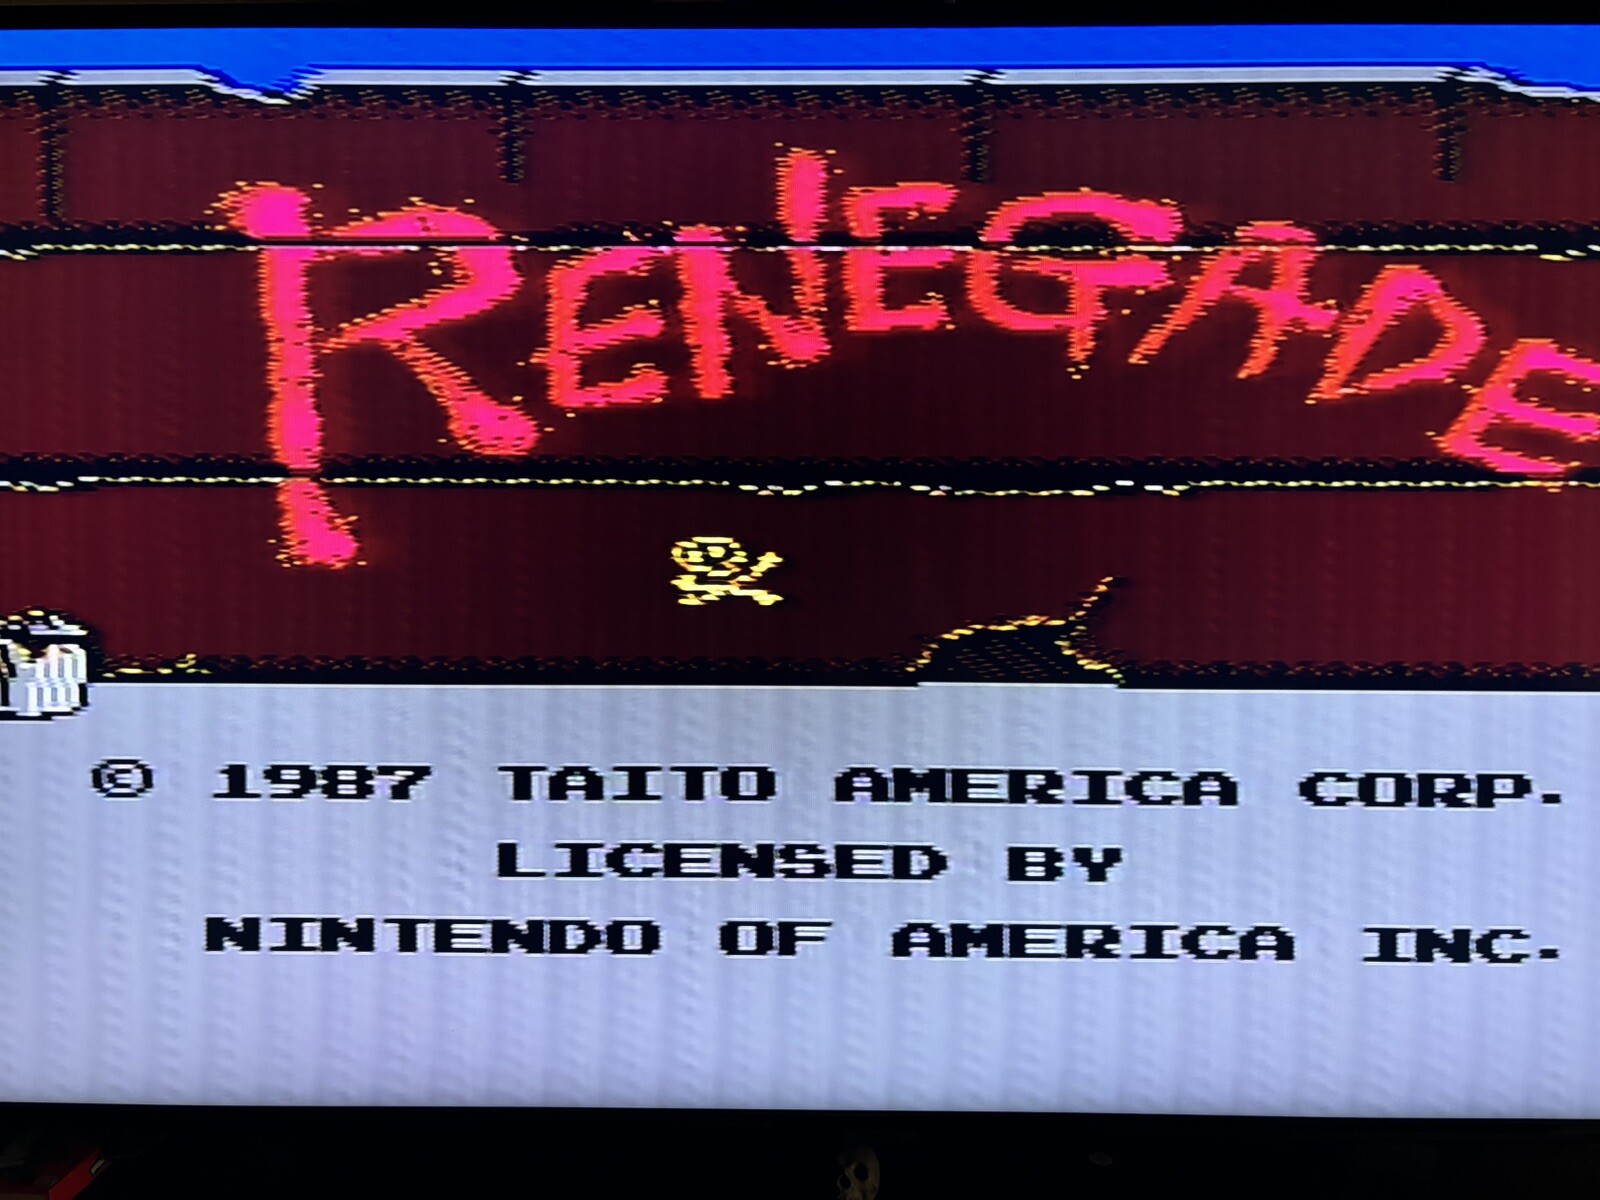 RENEGADE
© 1987 TAITO AMERICA CORP.
LICENSED BY
NINTENDO OF AMERICA INC.